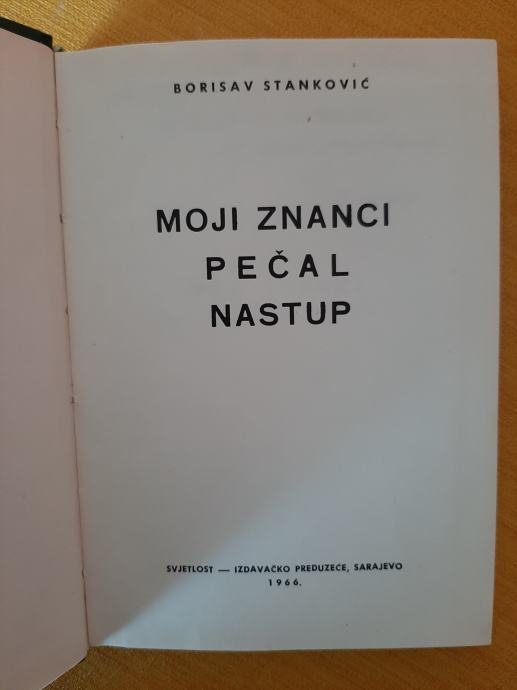 BORISAV STANKOVIĆ
MOJI ZNANCI
PEČAL
NASTUP
SVJETLOST — IZDAVAČKO PREDUZEĆE, SARAJEVO
1966.